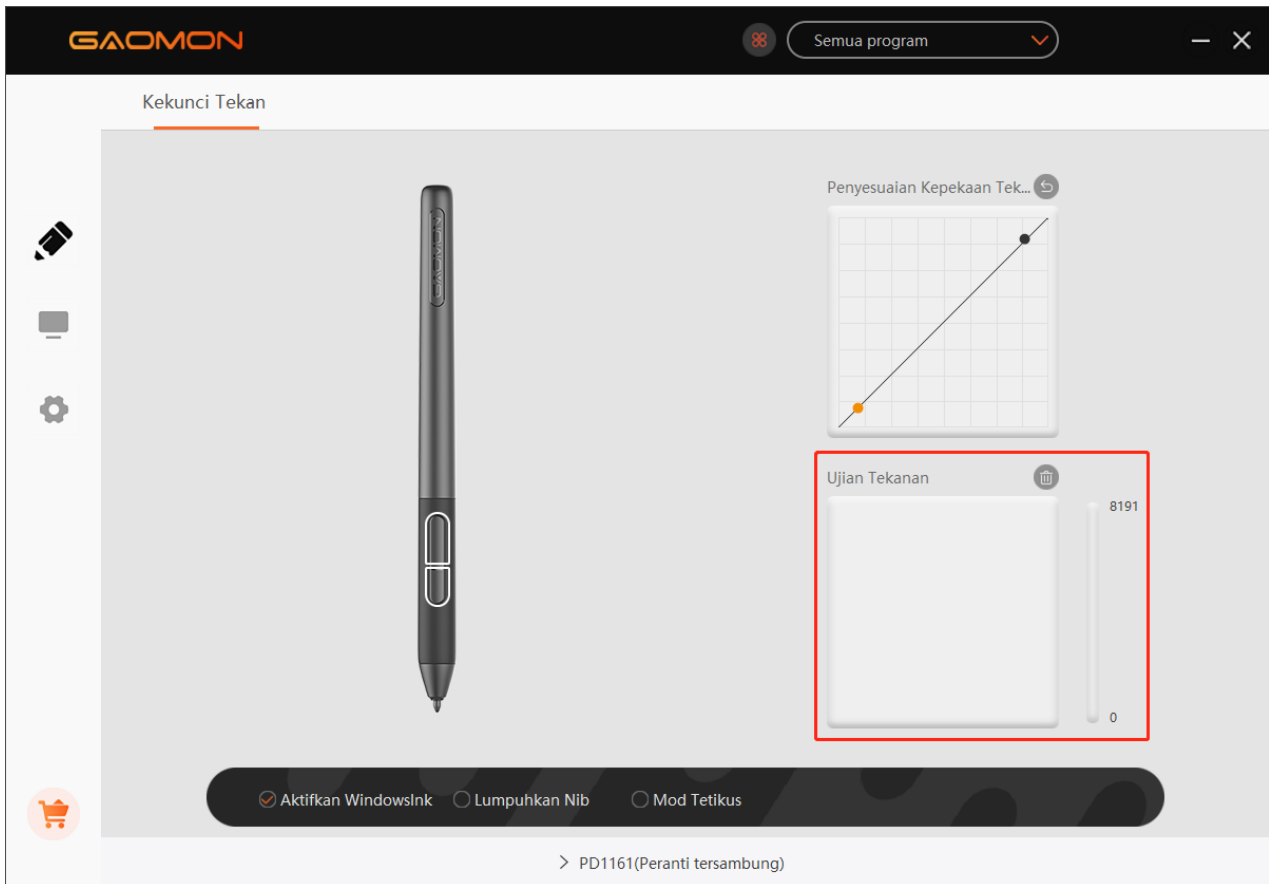 GAOMON
Semua program
Kekunci Tekan
GAOMON
Penyesuaian Kepekaan Tek...
Ujian Tekanan
8191
0
Aktifkan WindowsInk
Lumpuhkan Nib
Mod Tetikus
PD1161(Peranti tersambung)